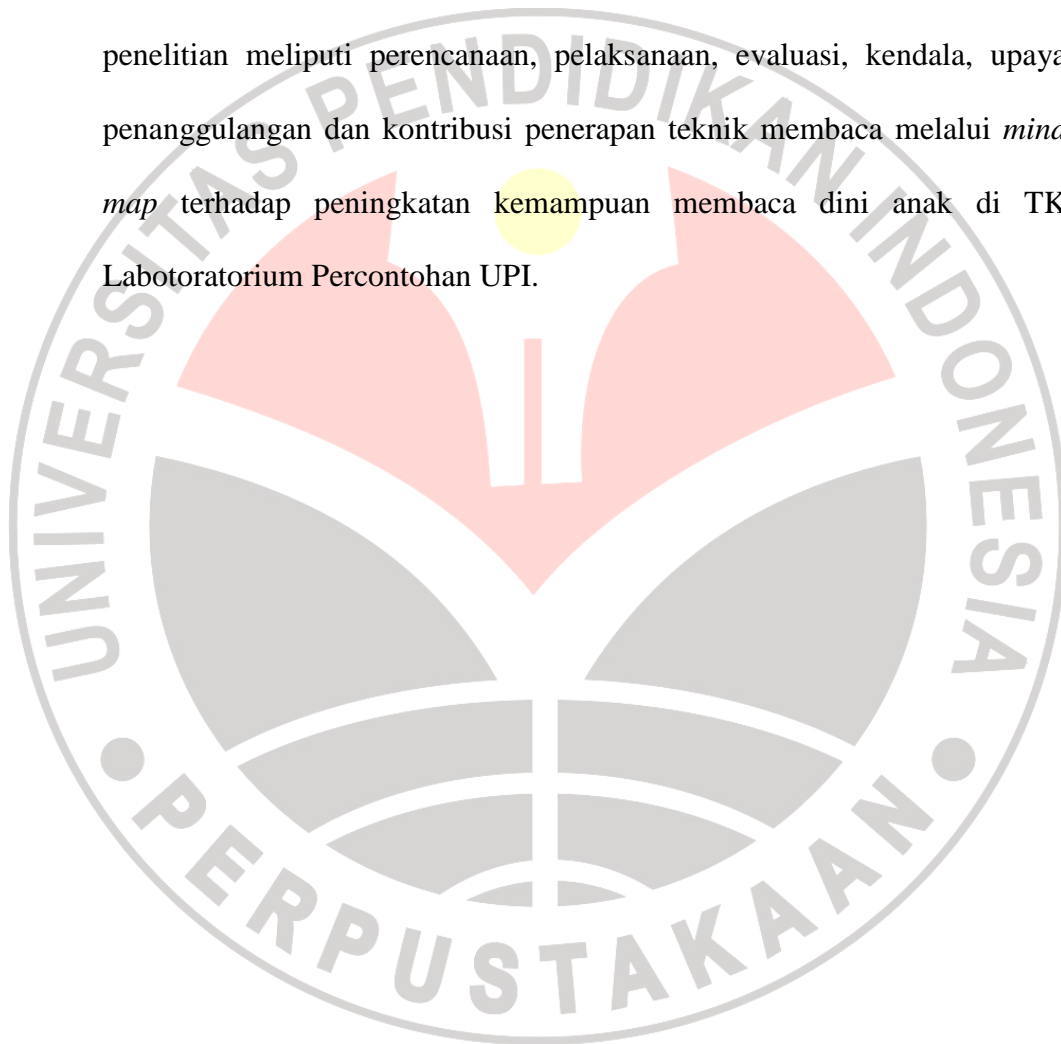 penelitian meliputi perencanaan, pelaksanaan, evaluasi, kendala, upaya
penanggulangan dan kontribusi penerapan teknik membaca melalui mind
map terhadap peningkatan kemampuan membaca dini anak di TK
Labotoratorium Percontohan UPI.
UNIVERSITAS PENDIDIKAN INDONESIA
PERPUSTAKAAN